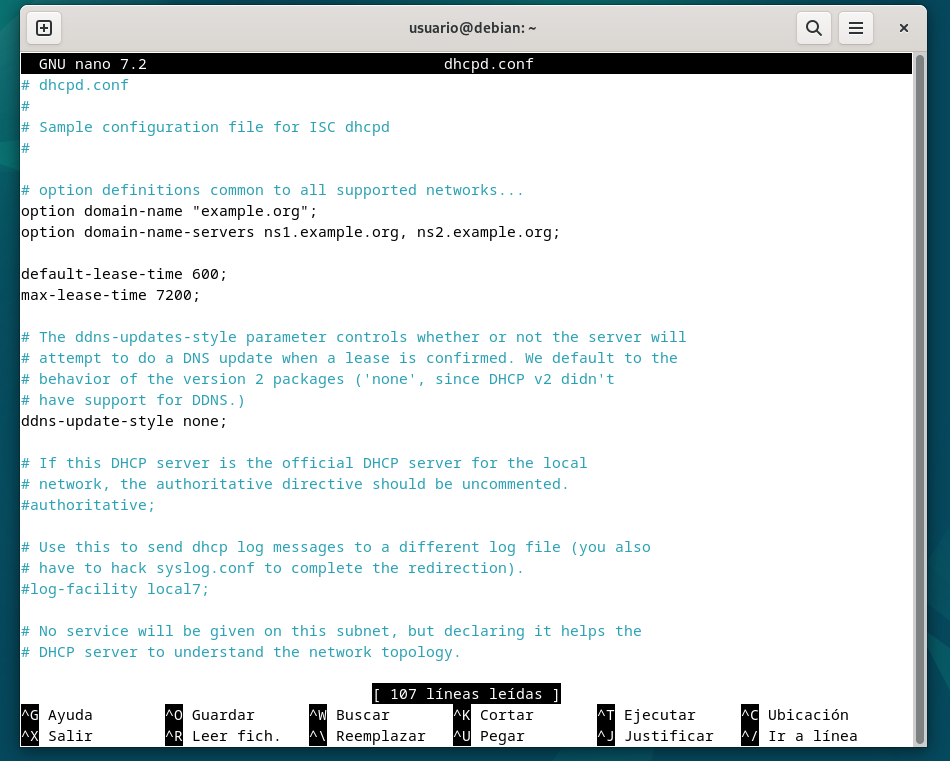 usuario@debian: ~
GNU nano 7.2 dhcpd.conf
# dhcpd.conf
#
# Sample configuration file for ISC dhcpd
#
# option definitions common to all supported networks...
option domain-name "example.org";
option domain-name-servers ns1.example.org, ns2.example.org;
default-lease-time 600;
max-lease-time 7200;
# The ddns-updates-style parameter controls whether or not the server will
# attempt to do a DNS update when a lease is confirmed. We default to the
# behavior of the version 2 packages ('none', since DHCP v2 didn't
# have support for DDNS.)
ddns-update-style none;
# If this DHCP server is the official DHCP server for the local
# network, the authoritative directive should be uncommented.
#authoritative;
# Use this to send dhcp log messages to a different log file (you also
# have to hack syslog.conf to complete the redirection).
#log-facility local7;
# No service will be given on this subnet, but declaring it helps the
# DHCP server to understand the network topology.
[ 107 líneas leídas ]
^G Ayuda ^O Guardar ^W Buscar ^K Cortar ^T Ejecutar ^C Ubicación
^X Salir ^R Leer fich. ^\ Reemplazar ^U Pegar ^J Justificar ^/ Ir a línea